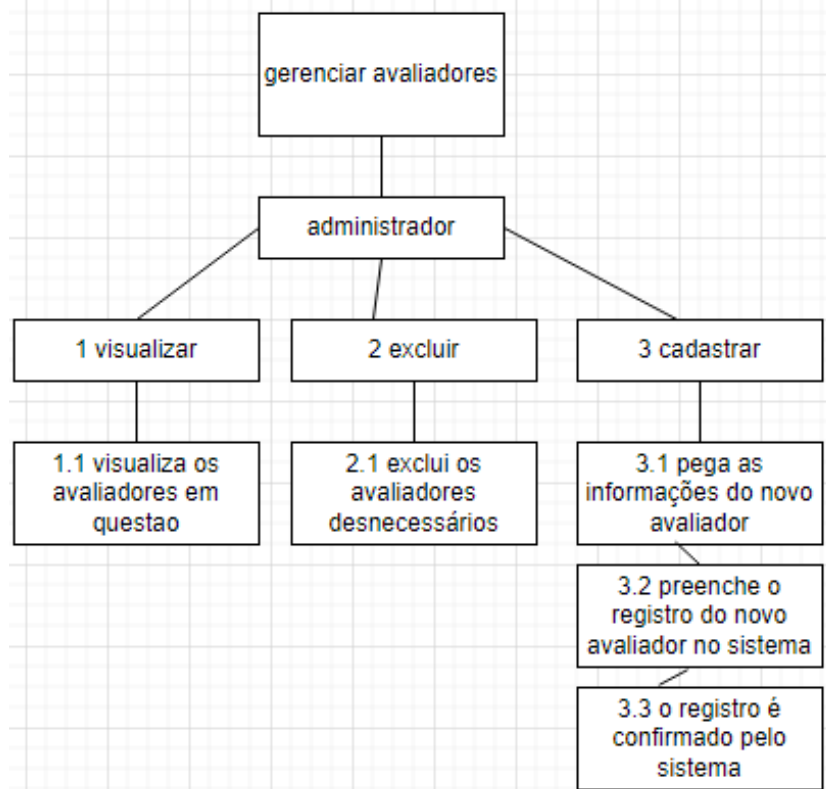 gerenciar avaliadores
administrador
1 visualizar
2 excluir
3 cadastrar
1.1 visualiza os
avaliadores em
questao
2.1 exclui os
avaliadores
desnecessários
3.1 pega as
informações do novo
avaliador
3.2 preenche o
registro do novo
avaliador no sistema
3.3 o registro é
confirmado pelo
sistema